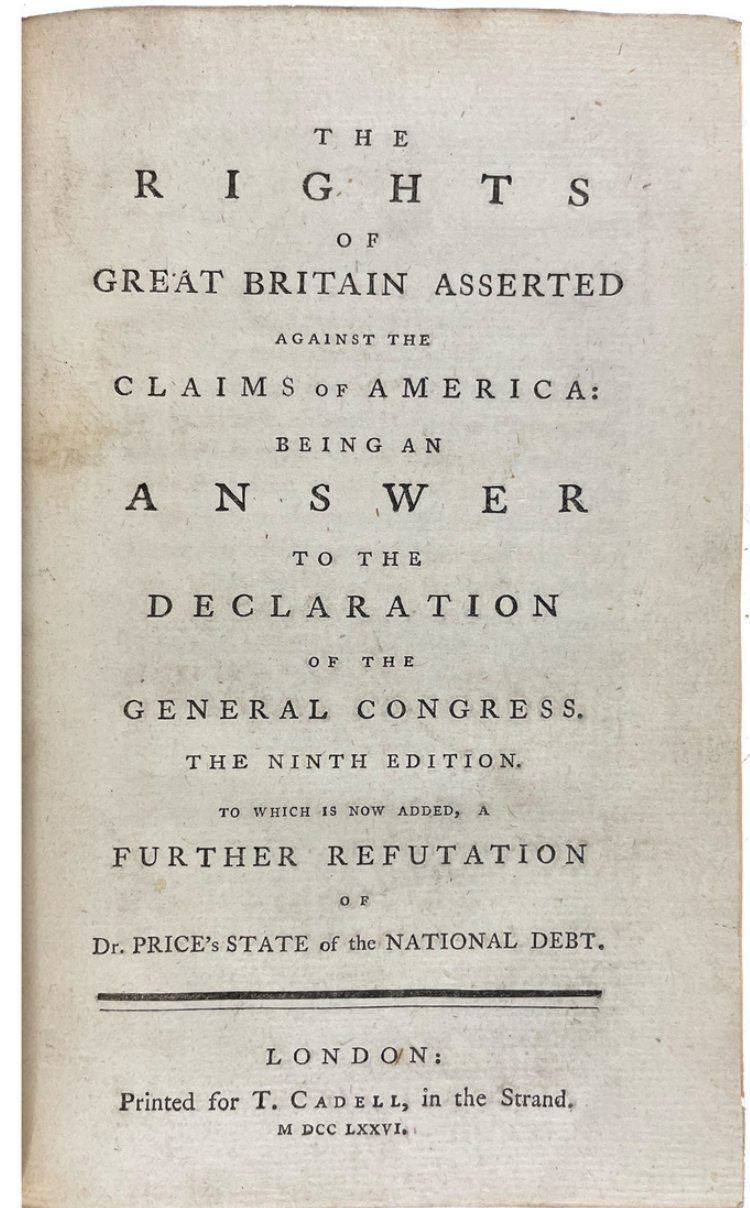 THE
RIGHTS
OF
GREAT BRITAIN ASSERTED
AGAINST THE
CLAIMS OF AMERICA:
BEING AN
ANSWER
TO THE
DECLARATION
OF THE
GENERAL CONGRESS.
THE NINTH EDITION.
TO WHICH IS NOW ADDED, A
FURTHER REFUTATION
OF
Dr. PRICE's STATE of the NATIONAL DEBT.
LONDON:
Printed for T. CADELL, in the Strand.
M DCC LXXVI.